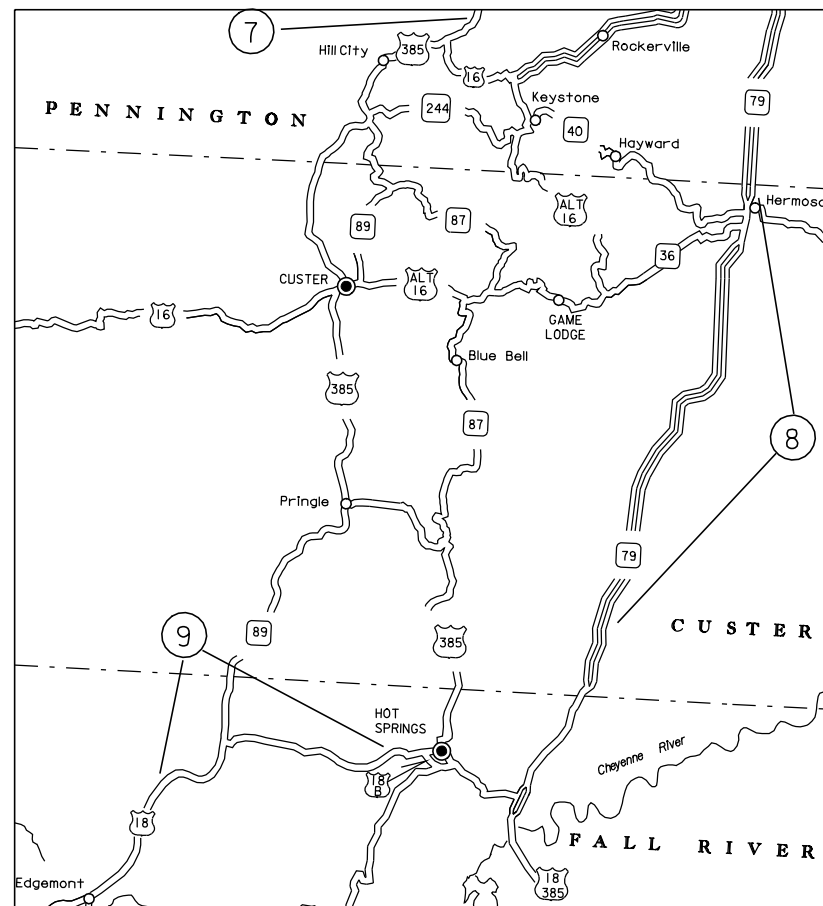 7
Hill City
385
Rockerville
16
79
PENNINGTON
244
Keystone
40
Hayward
ALT
16
Hermosa
89
87
36
CUSTER
ALT
16
16
GAME
LODGE
Blue Bell
385
87
8
Pringle
79
89
9
385
CUSTER
HOT
SPRINGS
Cheyenne River
18
B
18
FALL RIVER
Edgemont
18
385